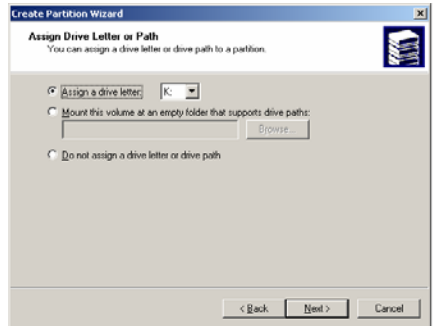 Create Partition Wizard
Assign Drive Letter or Path
You can assign a drive letter or drive path to a partition.
Assign a drive letter: K:
Mount this volume at an empty folder that supports drive paths:
Browse...
Do not assign a drive letter or drive path
< Back Next > Cancel